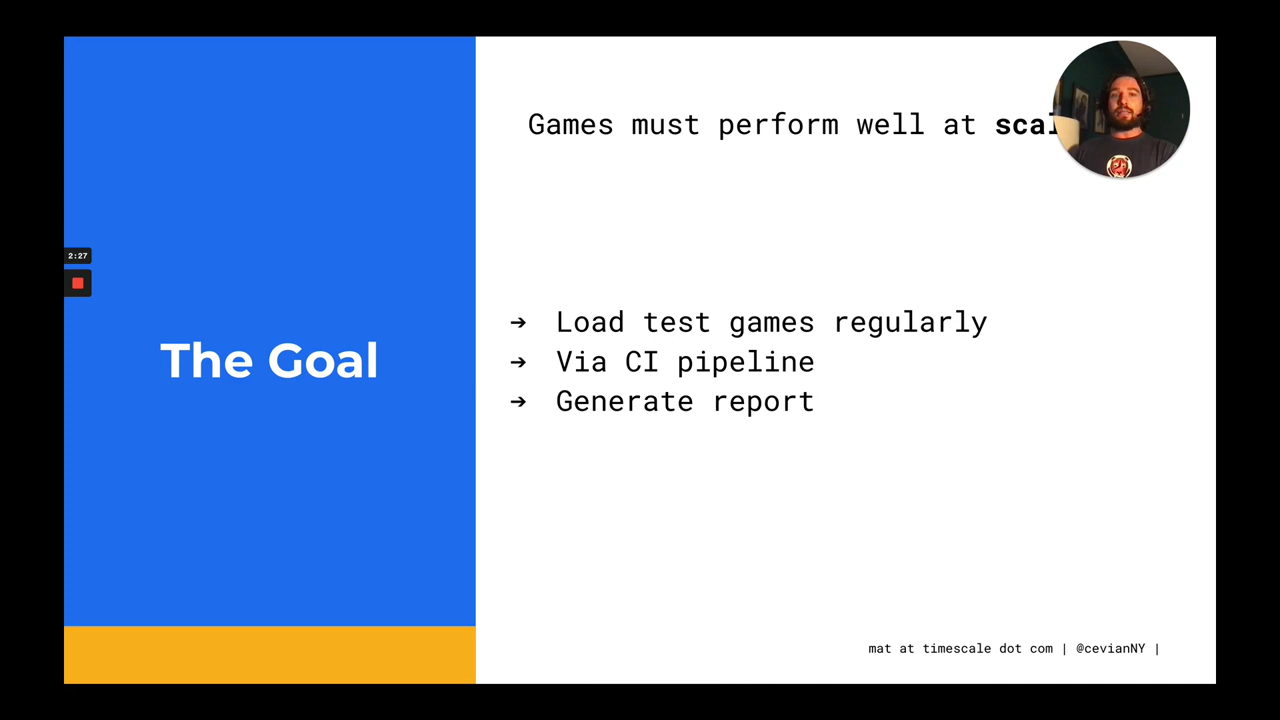 Games must perform well at scal
2:27
The Goal
➔ Load test games regularly
➔ Via CI pipeline
➔ Generate report
mat at timescale dot com | @cevianNY |